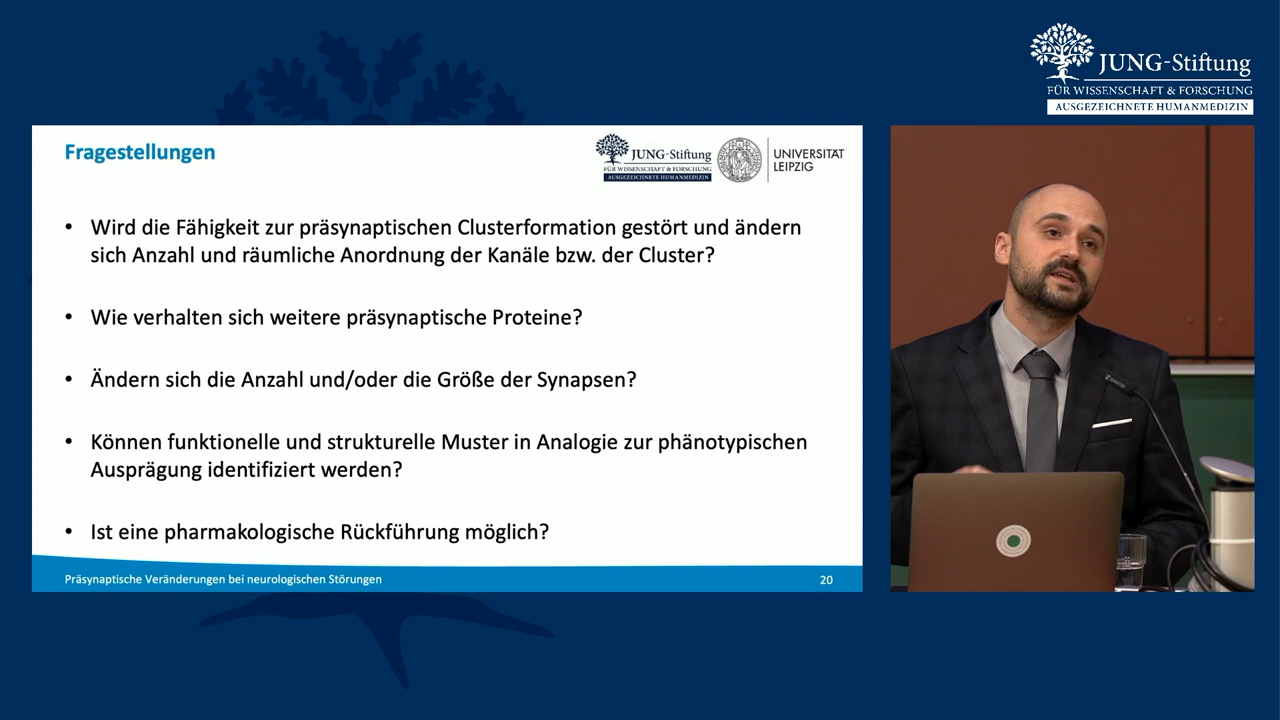 JUNG-Stiftung
FÜR WISSENSCHAFT & FORSCHUNG
AUSGEZEICHNETE HUMANMEDIZIN
Fragestellungen
JUNG-Stiftung
FÜR WISSENSCHAFT & FORSCHUNG
AUSGEZEICHNETE HUMANMEDIZIN
UNIVERSITÄT
LEIPZIG
• Wird die Fähigkeit zur präsynaptischen Clusterformation gestört und ändern
sich Anzahl und räumliche Anordnung der Kanäle bzw. der Cluster?
• Wie verhalten sich weitere präsynaptische Proteine?
• Ändern sich die Anzahl und/oder die Größe der Synapsen?
• Können funktionelle und strukturelle Muster in Analogie zur phänotypischen
Ausprägung identifiziert werden?
• Ist eine pharmakologische Rückführung möglich?
Präsynaptische Veränderungen bei neurologischen Störungen
20